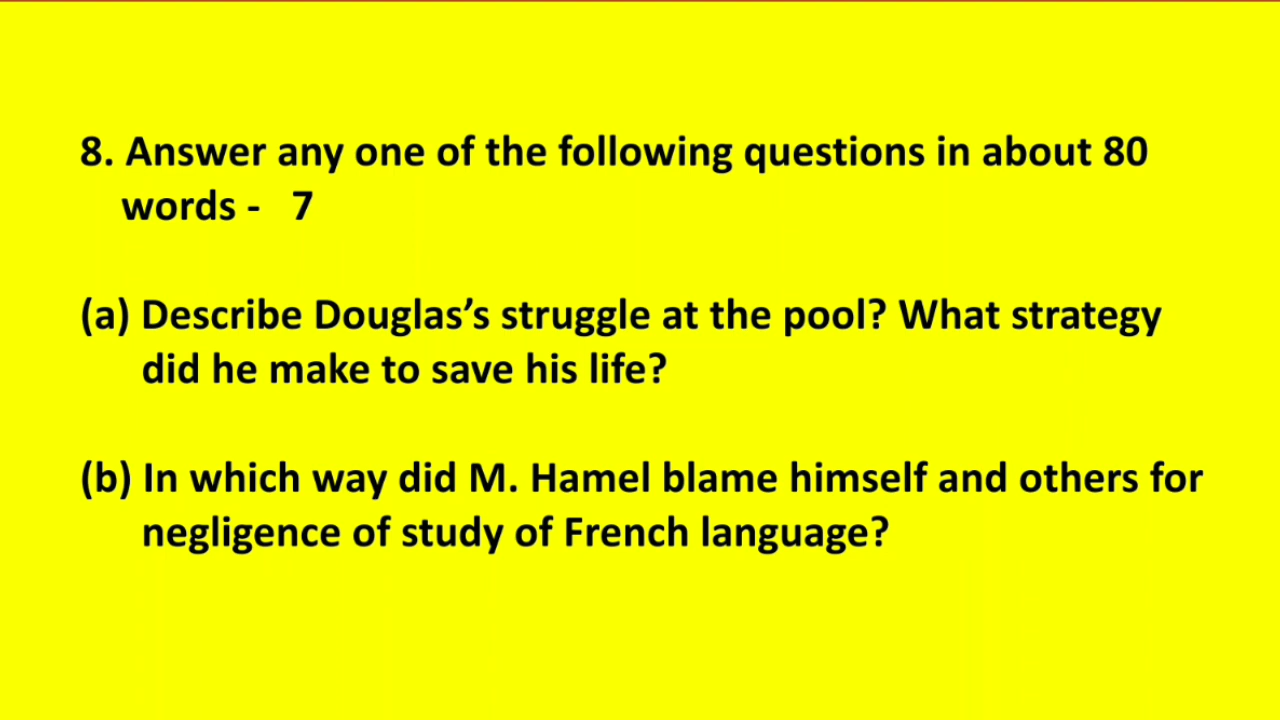 8. Answer any one of the following questions in about 80
words - 7
(a) Describe Douglas’s struggle at the pool? What strategy
did he make to save his life?
(b) In which way did M. Hamel blame himself and others for
negligence of study of French language?